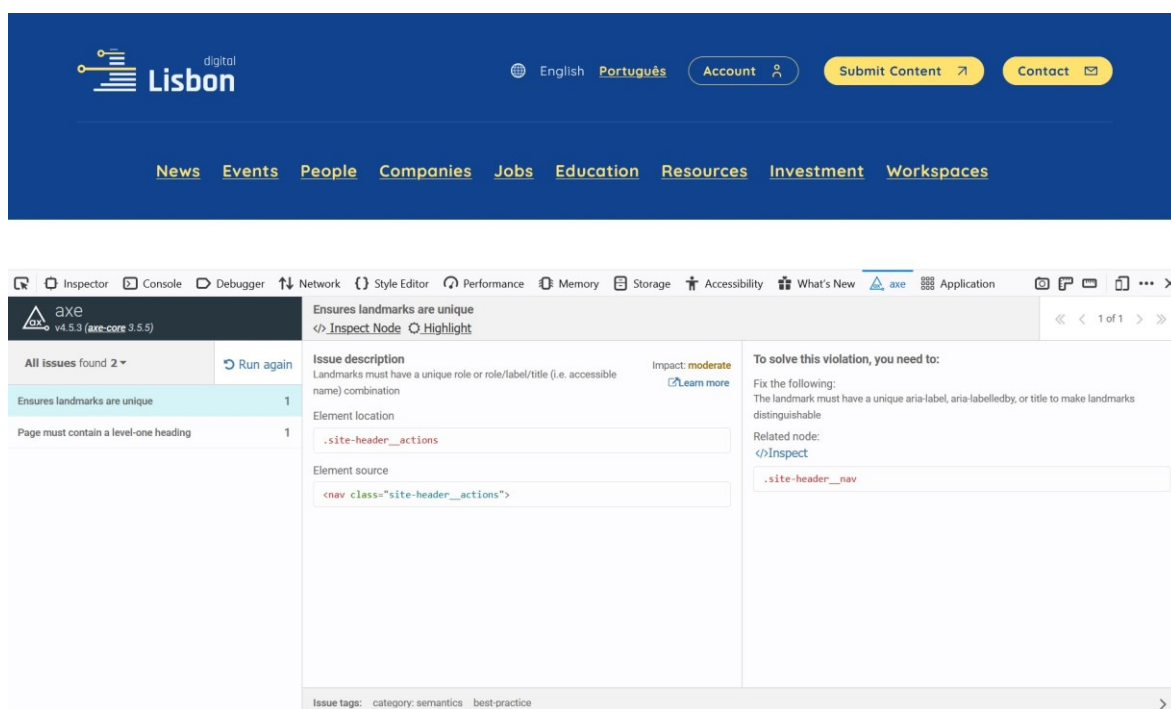 digital
Lisbon
English Português Account Submit Content Contact
News Events People Companies Jobs Education Resources Investment Workspaces
Inspector Console Debugger Network {} Style Editor Performance Memory Storage Accessibility What's New axe Application
axe
v4.5.3 (axe-core 3.5.5)
All issues found 2
Run again
Ensures landmarks are unique 1
Page must contain a level-one heading 1
Ensures landmarks are unique
</> Inspect Node Highlight
1 of 1
Issue description
Landmarks must have a unique role or role/label/title (i.e. accessible
name) combination
Impact: moderate
Learn more
Element location
.site-header__actions
Element source
<nav class="site-header__actions">
To solve this violation, you need to:
Fix the following:
The landmark must have a unique aria-label, aria-labelledby, or title to make landmarks
distinguishable
Related node:
</>Inspect
.site-header__nav
Issue tags: category: semantics best-practice